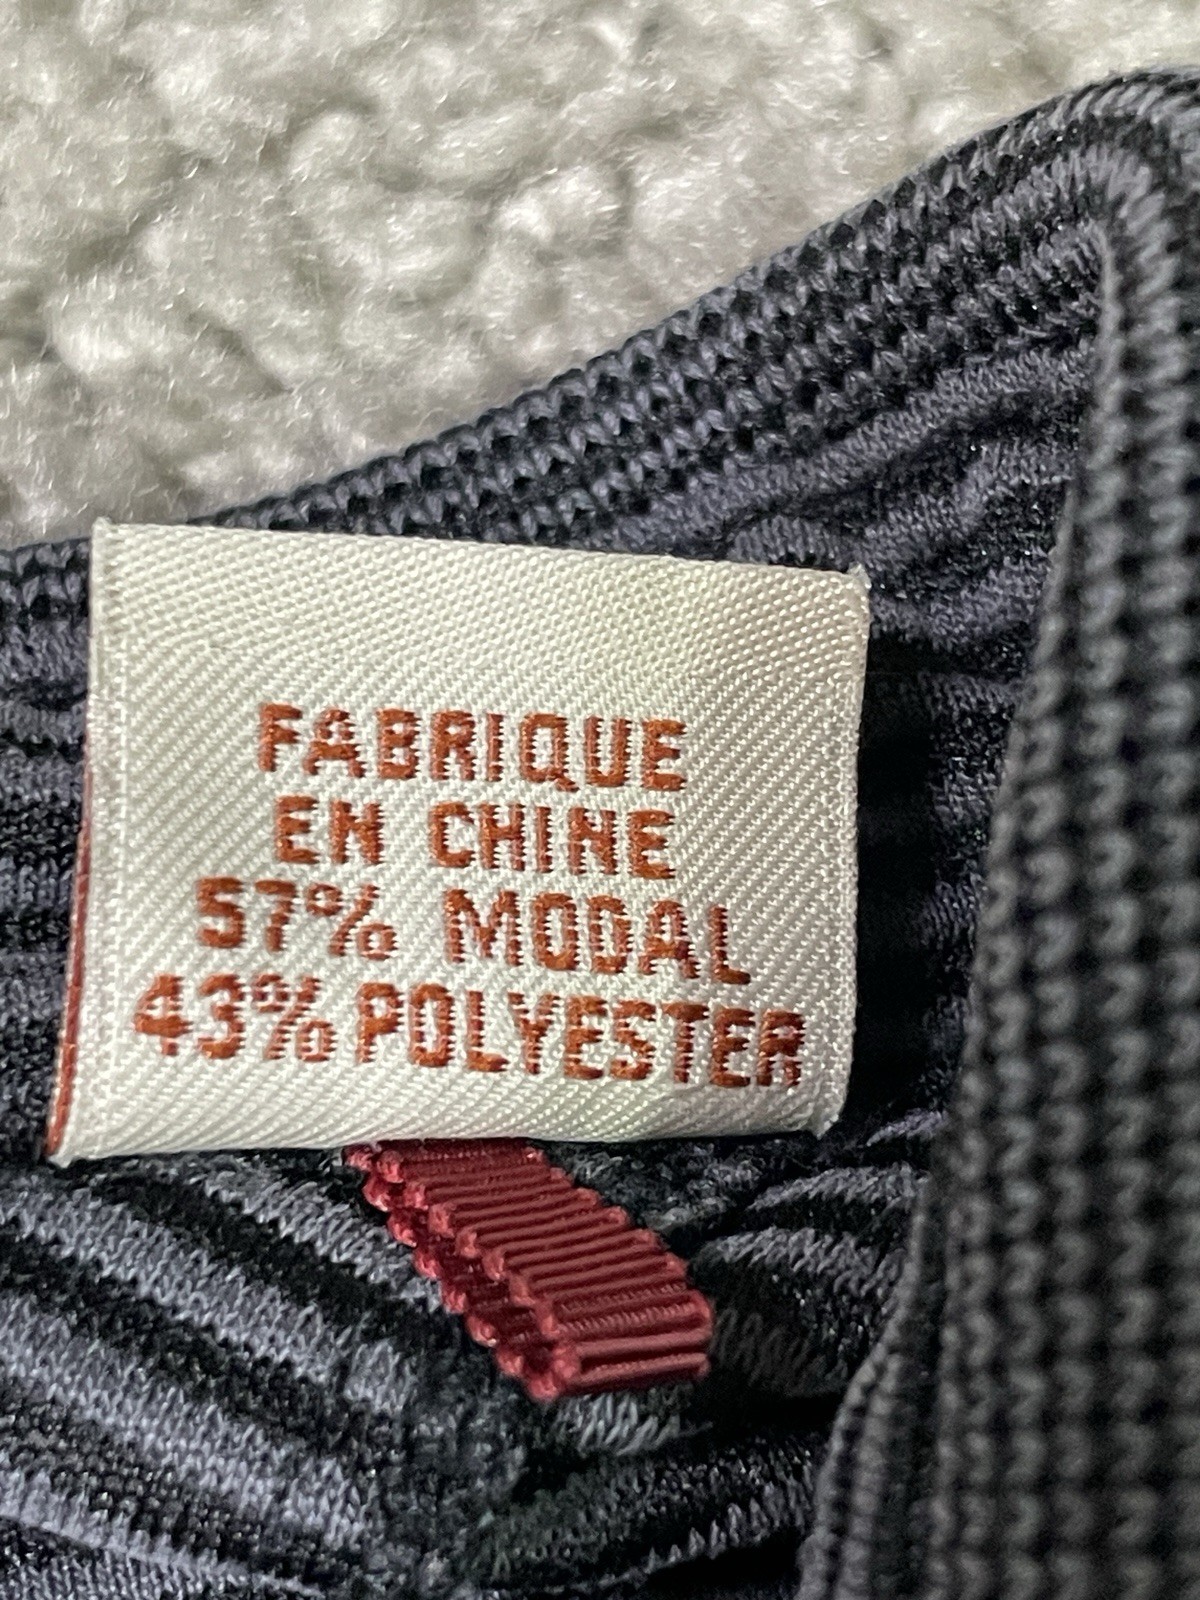 FABRIQUE
EN CHINE
57% MODAL
43% POLYESTER